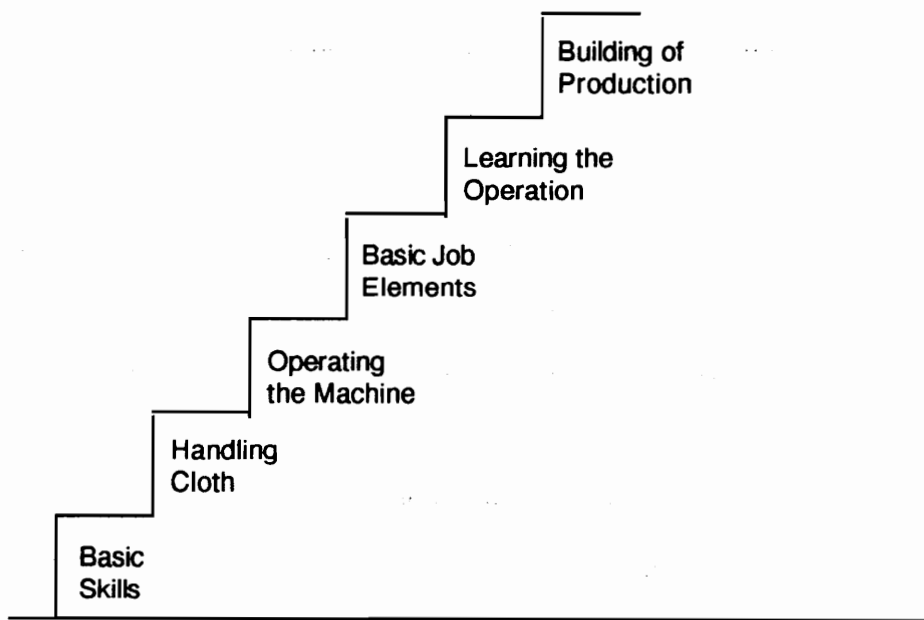 Building of
Production
Learning the
Operation
Basic Job
Elements
Operating
the Machine
Handling
Cloth
Basic
Skills